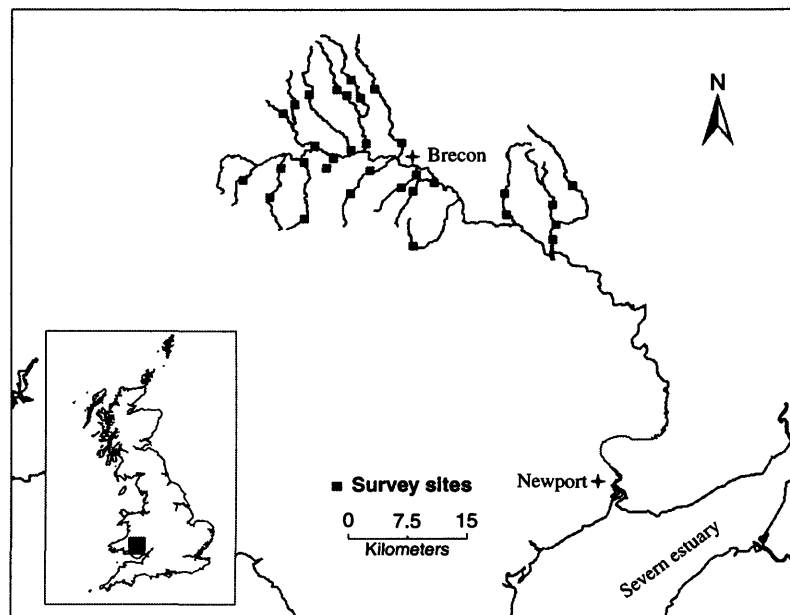 N
Brecon
Newport
Survey sites
0 7.5 15
Kilometers
Severn estuary